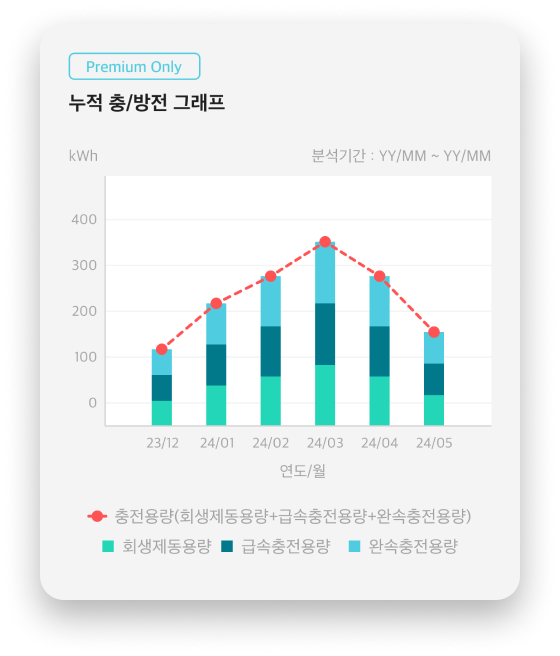 Premium Only
누적 충/방전 그래프
kWh 분석기간 : YY/MM ~ YY/MM
400
300
200
100
0
23/12 24/01 24/02 24/03 24/04 24/05
연도/월
충전용량(회생제동용량+급속충전용량+완속충전용량)
회생제동용량 급속충전용량 완속충전용량